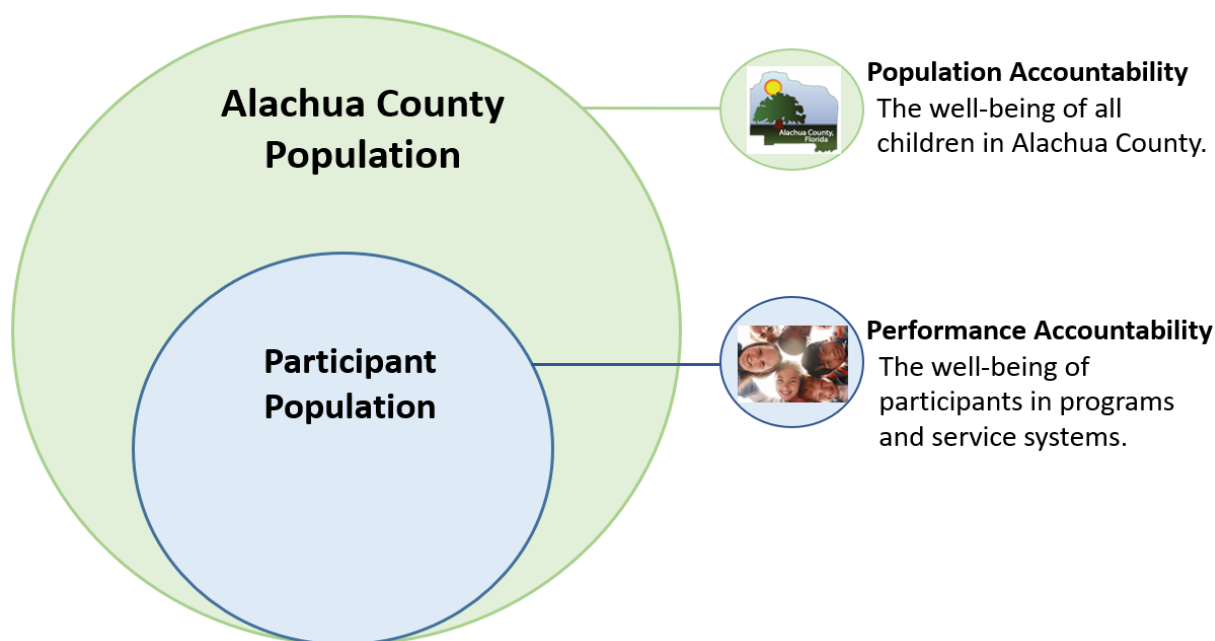 Alachua County
Population
Participant
Population
Alachua County,
Florida
Population Accountability
The well-being of all
children in Alachua County.
Performance Accountability
The well-being of
participants in programs
and service systems.